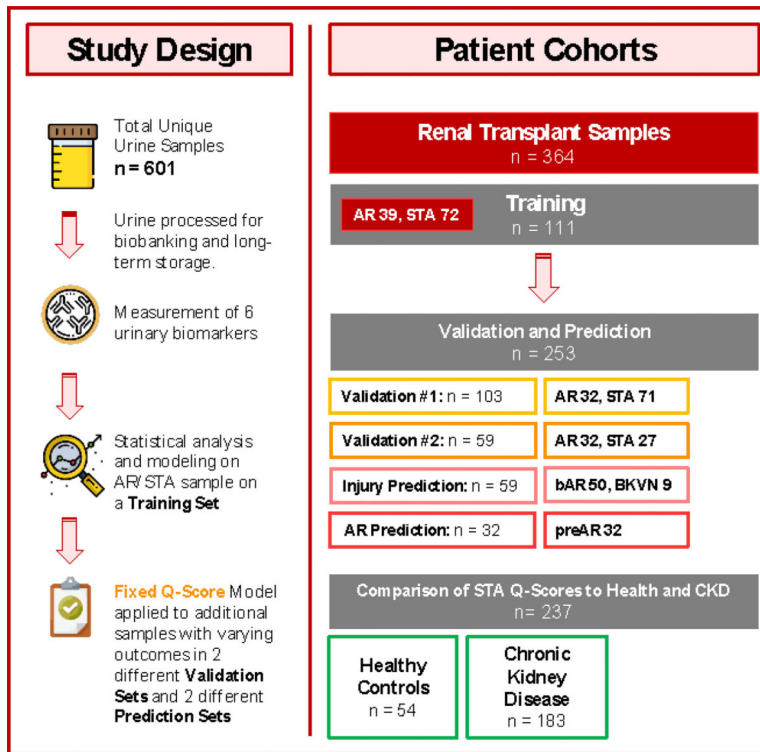 Study Design
Total Unique
Urine Samples
n = 601
Urine processed for
biobanking and long-
term storage.
Measurement of 6
urinary biomarkers
Statistical analysis
and modeling on
AR/STA sample on
a Training Set
Fixed Q-Score Model
applied to additional
samples with varying
outcomes in 2
different Validation
Sets and 2 different
Prediction Sets
Patient Cohorts
Renal Transplant Samples
n = 364
AR 39, STA 72
Training
n = 111
Validation and Prediction
n = 253
Validation #1: n = 103
AR 32, STA 71
Validation #2: n = 59
AR 32, STA 27
Injury Prediction: n = 59
bAR 50, BKVN 9
AR Prediction: n = 32
preAR 32
Comparison of STA Q-Scores to Health and CKD
n= 237
Healthy
Controls
n = 54
Chronic
Kidney
Disease
n = 183